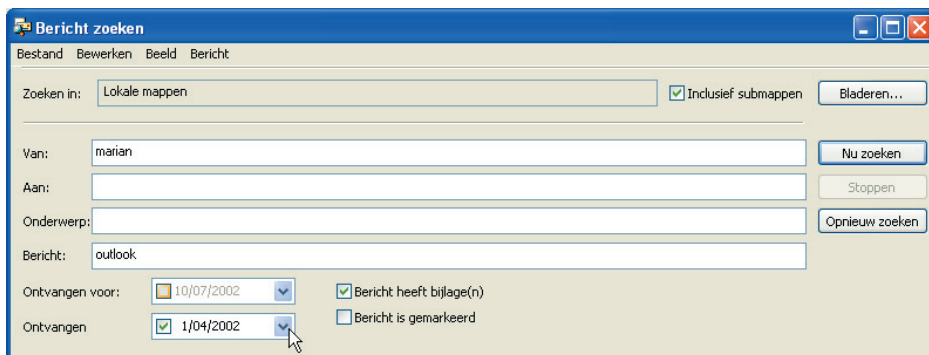 Bericht zoeken
Bestand Bewerken Beeld Bericht
Zoeken in: Lokale mappen Inclusief submappen Bladeren...
Van: marian Nu zoeken
Aan: Stoppen
Onderwerp: Opnieuw zoeken
Bericht: outlook
Ontvangen voor: 10/07/2002 Bericht heeft bijlage(n)
Ontvangen 1/04/2002 Bericht is gemarkeerd